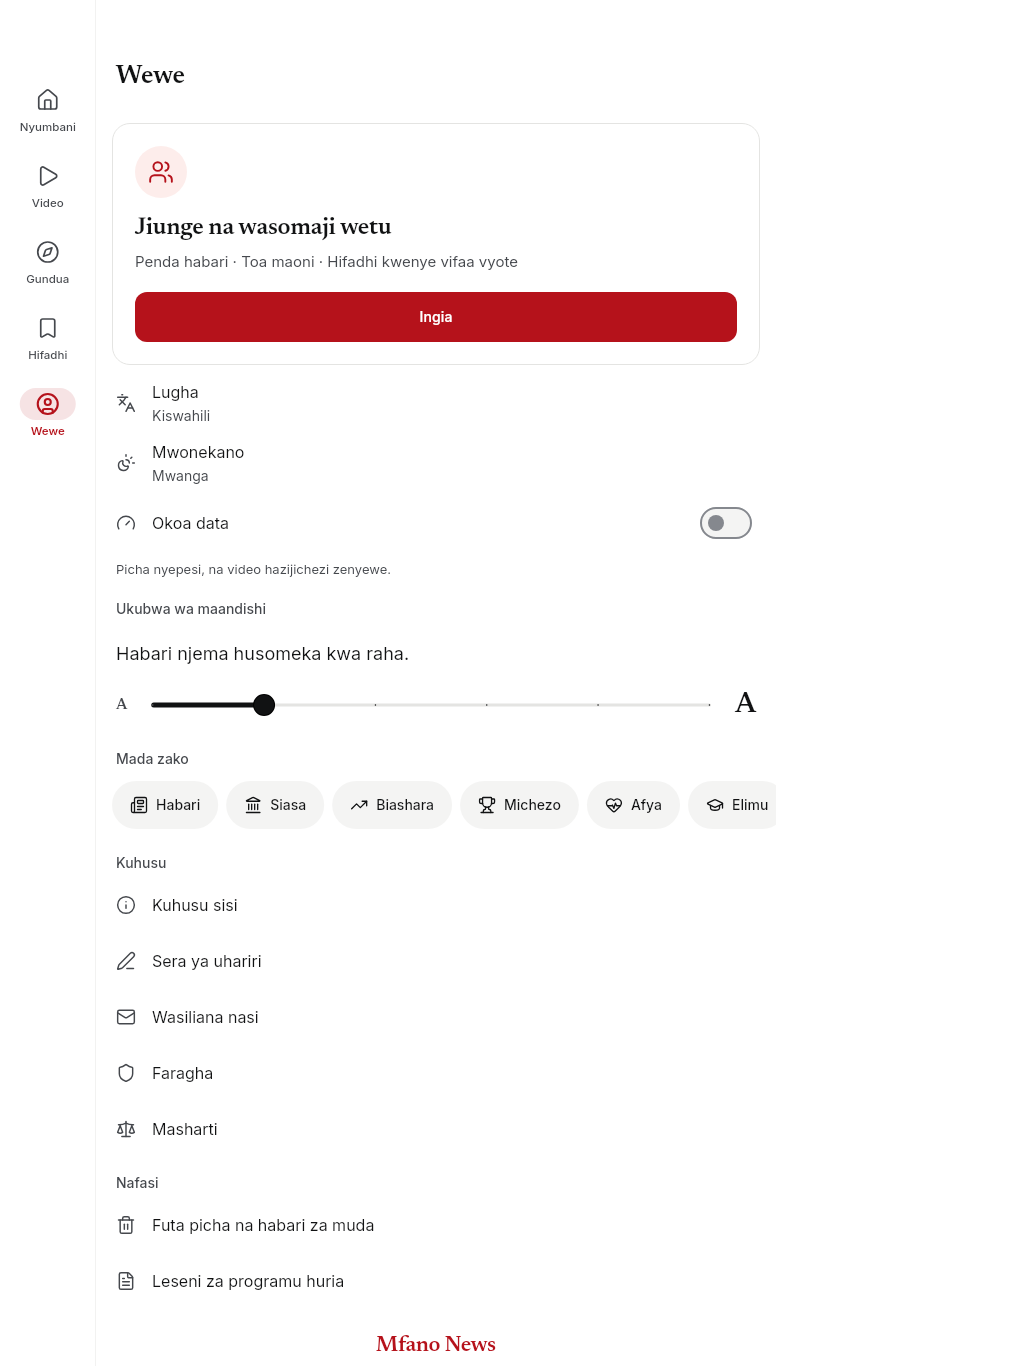 Wewe
Nyumbani
Video
Gundua
Hifadhi
Wewe
Jiunge na wasomaji wetu
Penda habari · Toa maoni · Hifadhi kwenye vifaa vyote
Ingia
Lugha
Kiswahili
Mwonekano
Mwanga
Okoa data
Picha nyepesi, na video hazijichezi zenyewe.
Ukubwa wa maandishi
Habari njema husomeka kwa raha.
A A
Mada zako
Habari Siasa Biashara Michezo Afya Elimu
Kuhusu
Kuhusu sisi
Sera ya uhariri
Wasiliana nasi
Faragha
Masharti
Nafasi
Futa picha na habari za muda
Leseni za programu huria
Mfano News